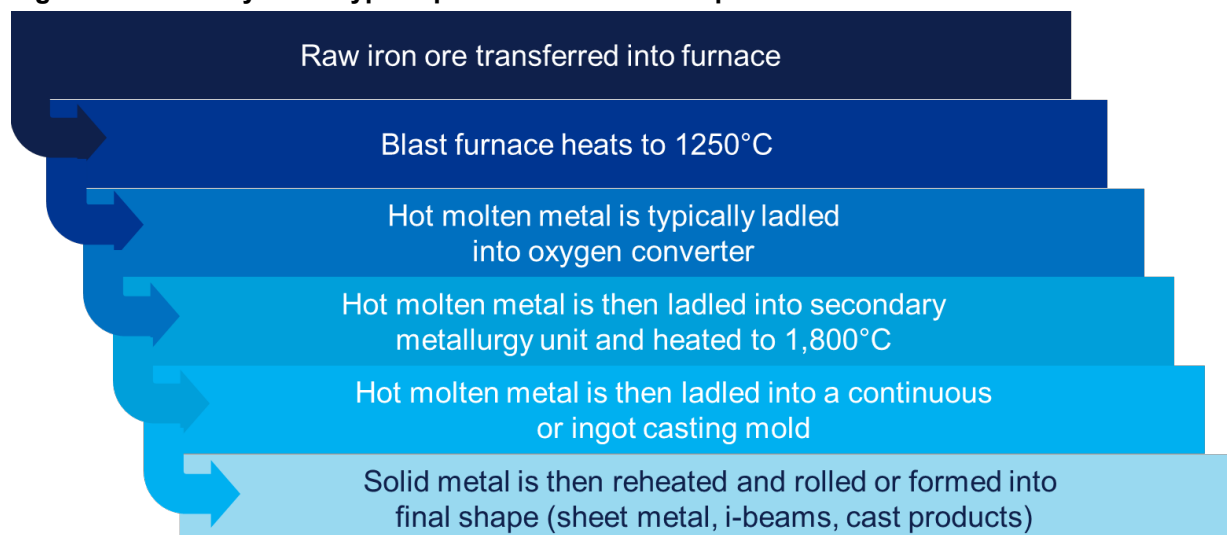 Raw iron ore transferred into furnace
Blast furnace heats to 1250°C
Hot molten metal is typically ladled
into oxygen converter
Hot molten metal is then ladled into secondary
metallurgy unit and heated to 1,800°C
Hot molten metal is then ladled into a continuous
or ingot casting mold
Solid metal is then reheated and rolled or formed into
final shape (sheet metal, i-beams, cast products)